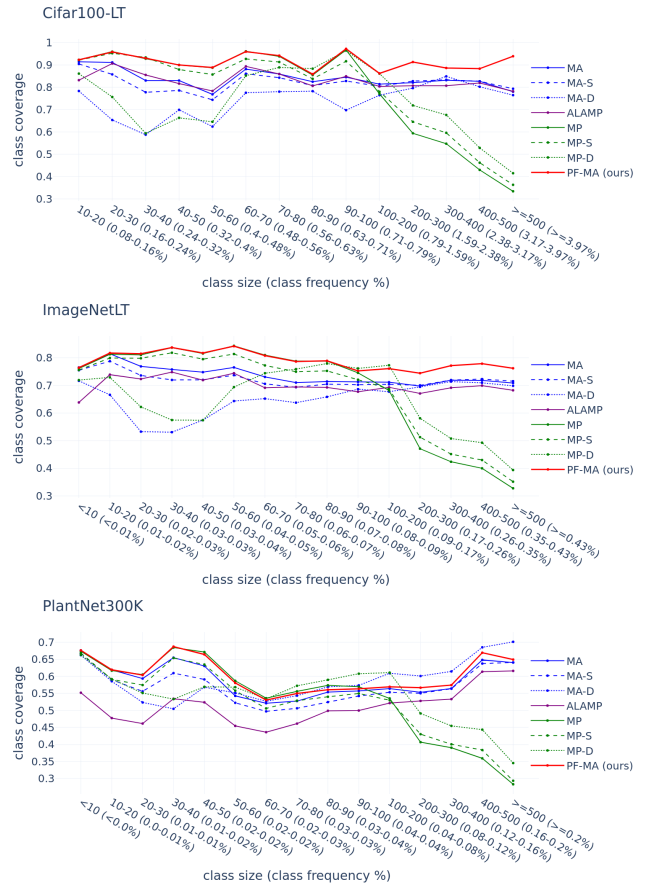 Cifar100-LT
1
0.9
0.8
0.7
0.6
0.5
0.4
0.3
class coverage
10-20 (0.08-0.16%)
20-30 (0.16-0.24%)
30-40 (0.24-0.32%)
40-50 (0.32-0.4%)
50-60 (0.4-0.48%)
60-70 (0.48-0.56%)
70-80 (0.56-0.63%)
80-90 (0.63-0.71%)
90-100 (0.71-0.79%)
100-200 (0.79-1.59%)
200-300 (1.59-2.38%)
300-400 (2.38-3.17%)
400-500 (3.17-3.97%)
>=500 (>=3.97%)
class size (class frequency %)
MA
MA-S
MA-D
ALAMP
MP
MP-S
MP-D
PF-MA (ours)
ImageNetLT
0.8
0.7
0.6
0.5
0.4
0.3
class coverage
<10 (<0.01%)
10-20 (0.01-0.02%)
20-30 (0.02-0.03%)
30-40 (0.03-0.03%)
40-50 (0.03-0.04%)
50-60 (0.04-0.05%)
60-70 (0.05-0.06%)
70-80 (0.06-0.07%)
80-90 (0.07-0.08%)
90-100 (0.08-0.09%)
100-200 (0.09-0.17%)
200-300 (0.17-0.26%)
300-400 (0.26-0.35%)
400-500 (0.35-0.43%)
>=500 (>=0.43%)
class size (class frequency %)
MA
MA-S
MA-D
ALAMP
MP
MP-S
MP-D
PF-MA (ours)
PlantNet300K
0.7
0.65
0.6
0.55
0.5
0.45
0.4
0.35
0.3
class coverage
<10 (<0.0%)
10-20 (0.0-0.01%)
20-30 (0.01-0.01%)
30-40 (0.01-0.02%)
40-50 (0.02-0.02%)
50-60 (0.02-0.02%)
60-70 (0.02-0.03%)
70-80 (0.03-0.03%)
80-90 (0.03-0.04%)
90-100 (0.04-0.04%)
100-200 (0.04-0.08%)
200-300 (0.08-0.12%)
300-400 (0.12-0.16%)
400-500 (0.16-0.2%)
>=500 (>=0.2%)
class size (class frequency %)
MA
MA-S
MA-D
ALAMP
MP
MP-S
MP-D
PF-MA (ours)